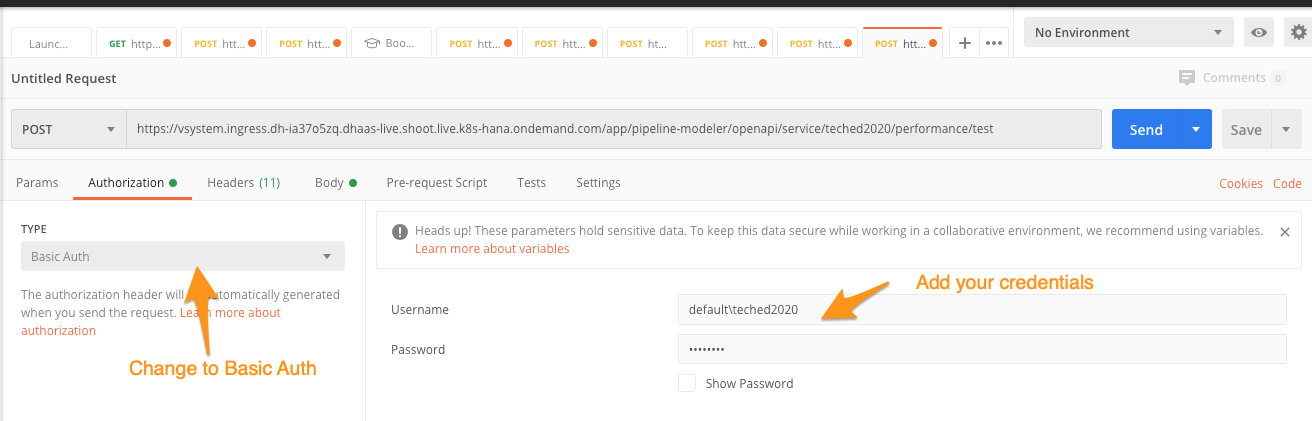 Launc...
GET http...
POST htt...
POST htt...
Boo...
POST htt...
POST htt...
POST ht...
POST htt...
POST htt...
POST htt...
+
•••
No Environment
Untitled Request
Comments 0
POST
https://vsystem.ingress.dh-ia37o5zq.dhaas-live.shoot.live.k8s-hana.ondemand.com/app/pipeline-modeler/openapi/service/teched2020/performance/test
Send
Save
Params
Authorization
Headers (11)
Body
Pre-request Script
Tests
Settings
Cookies
Code
TYPE
Basic Auth
The authorization header will automatically generated
when you send the request. Learn more about
authorization
Change to Basic Auth
Heads up! These parameters hold sensitive data. To keep this data secure while working in a collaborative environment, we recommend using variables.
Learn more about variables
Add your credentials
Username
default\teched2020
Password
••••••••
Show Password